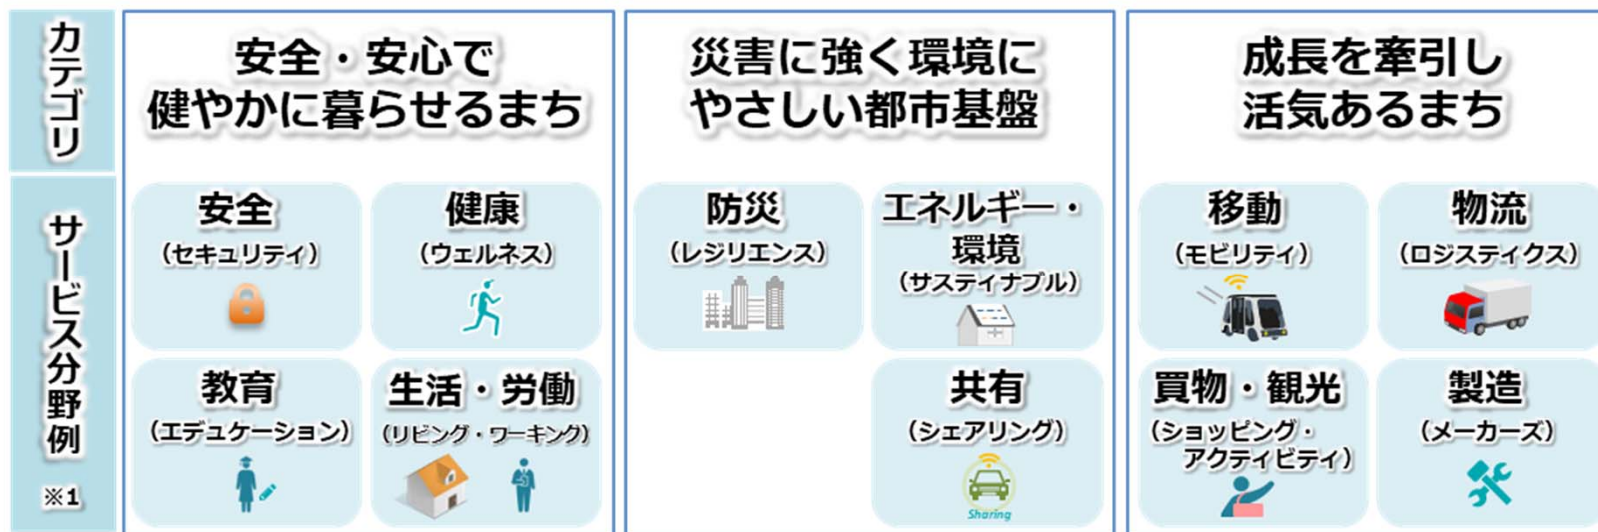 カテゴリ
安全・安心で
健やかに暮らせるまち
災害に強く環境に
やさしい都市基盤
成長を牽引し
活気あるまち
サービス分野例
※1
安全
(セキュリティ)
健康
(ウェルネス)
教育
(エデュケーション)
生活・労働
(リビング・ワーキング)
防災
(レジリエンス)
エネルギー・
環境
(サスティナブル)
共有
(シェアリング)
Sharing
移動
(モビリティ)
物流
(ロジスティクス)
買物・観光
(ショッピング・
アクティビティ)
製造
(メーカーズ)